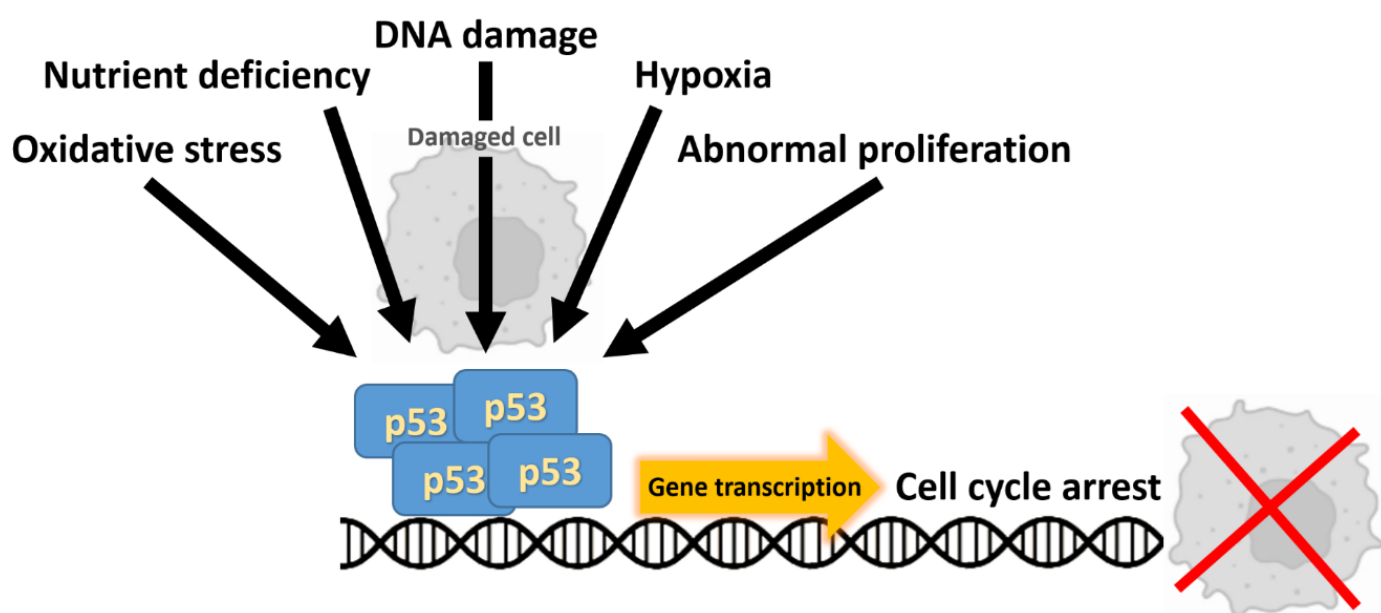 DNA damage
Nutrient deficiency
Hypoxia
Damaged cell
Oxidative stress
Abnormal proliferation
p53
p53
p53
p53
Gene transcription
Cell cycle arrest